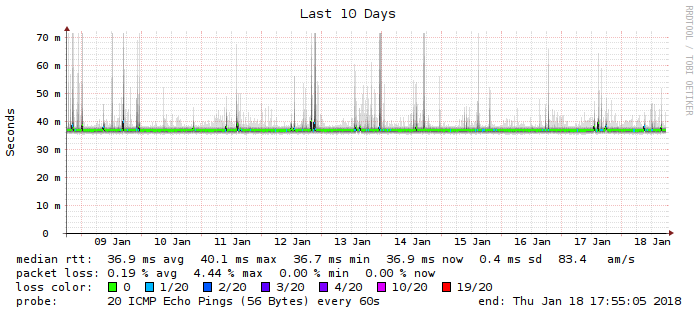 Last 10 Days
RRDTOOL / TOBI OETIKER
Seconds
70 m
60 m
50 m
40 m
30 m
20 m
10 m
0
09 Jan 10 Jan 11 Jan 12 Jan 13 Jan 14 Jan 15 Jan 16 Jan 17 Jan 18 Jan
median rtt: 36.9 ms avg 40.1 ms max 36.7 ms min 36.9 ms now 0.4 ms sd 83.4 am/s
packet loss: 0.19 % avg 4.44 % max 0.00 % min 0.00 % now
loss color: 0 1/20 2/20 3/20 4/20 10/20 19/20
probe: 20 ICMP Echo Pings (56 Bytes) every 60s end: Thu Jan 18 17:55:05 2018